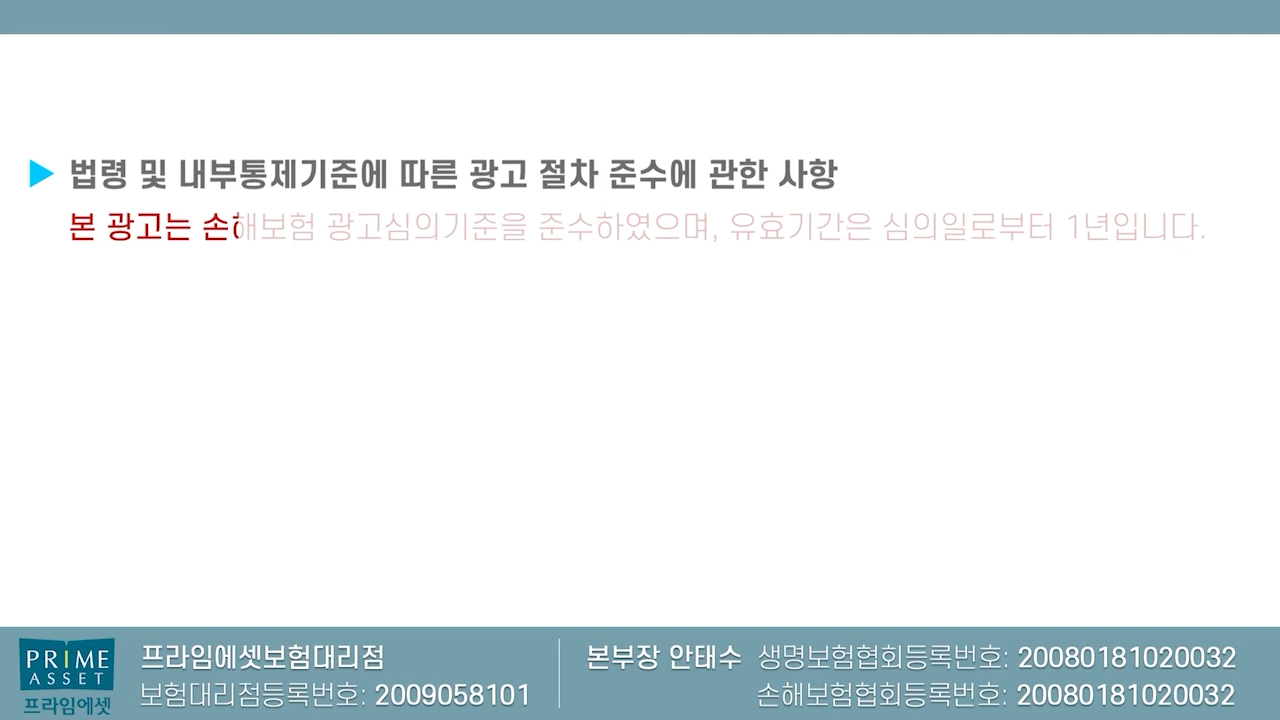 ▶ 법령 및 내부통제기준에 따른 광고 절차 준수에 관한 사항
본 광고는 손해보험 광고심의기준을 준수하였으며, 유효기간은 심의일로부터 1년입니다.
PRIME
ASSET
프라임에셋
프라임에셋보험대리점
보험대리점등록번호: 2009058101
본부장 안태수 생명보험협회등록번호: 20080181020032
손해보험협회등록번호: 20080181020032